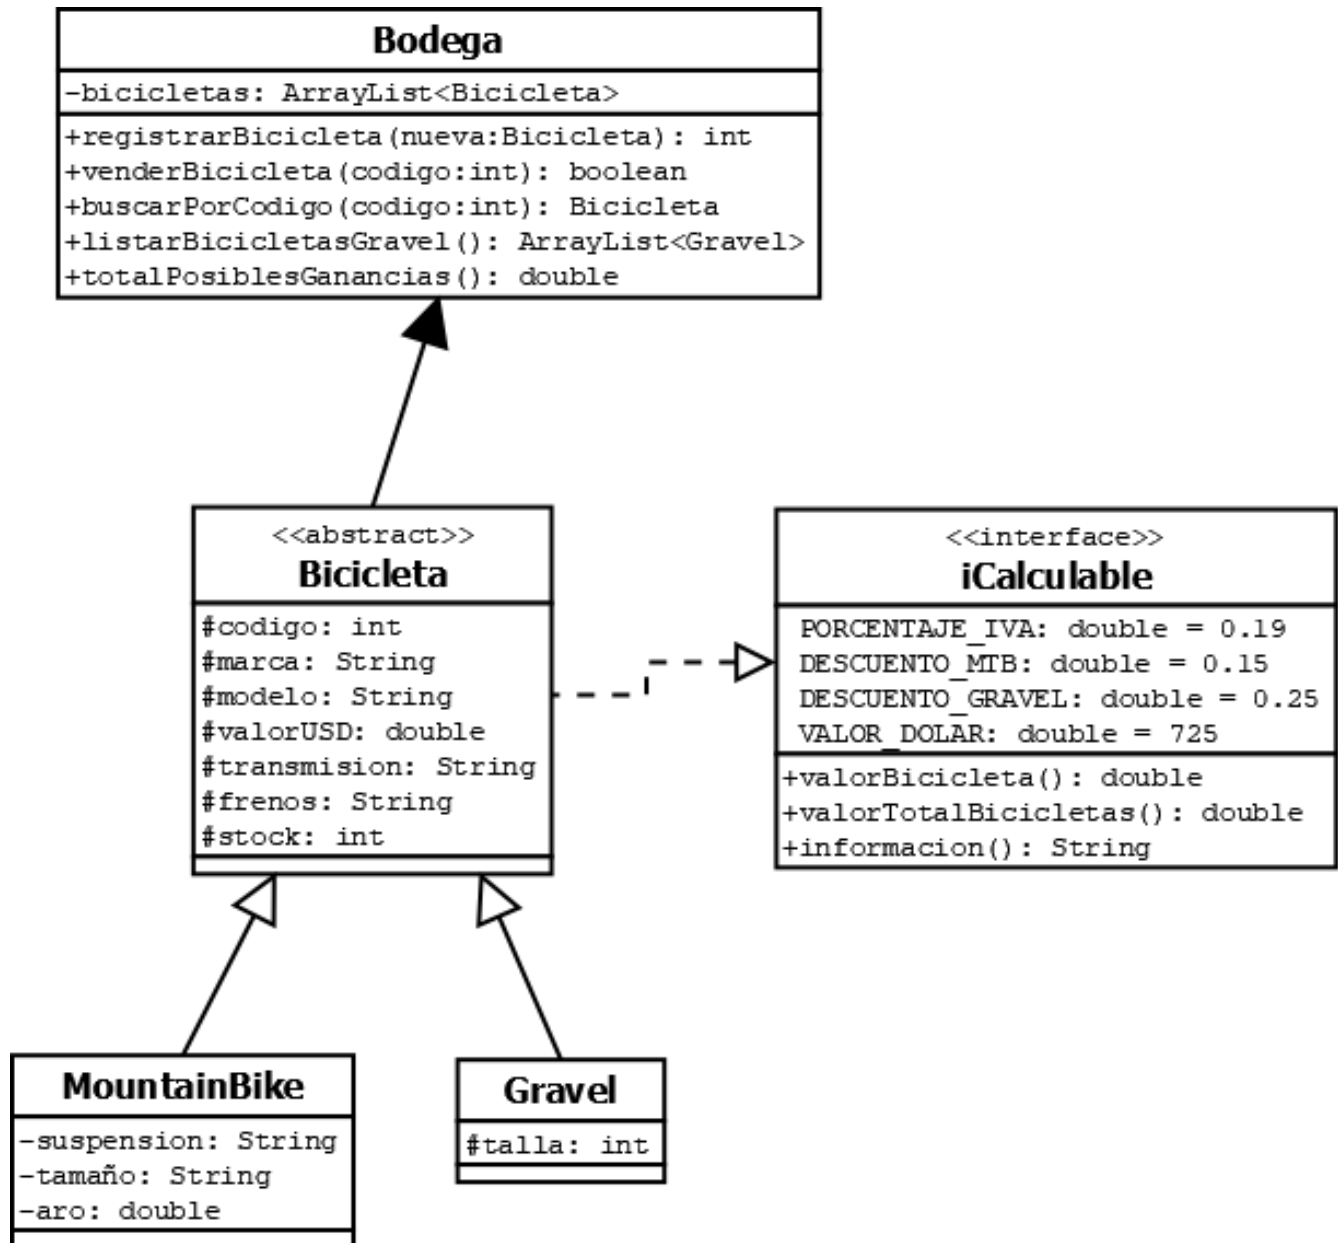 Bodega
-bicicletas: ArrayList<Bicicleta>
+registrarBicicleta(nueva:Bicicleta): int
+venderBicicleta(codigo:int): boolean
+buscarPorCodigo(codigo:int): Bicicleta
+listarBicicletasGravel(): ArrayList<Gravel>
+totalPosiblesGanancias(): double
<<abstract>>
Bicicleta
#codigo: int
#marca: String
#modelo: String
#valorUSD: double
#transmision: String
#frenos: String
#stock: int
<<interface>>
iCalculable
PORCENTAJE_IVA: double = 0.19
DESCUENTO_MTB: double = 0.15
DESCUENTO_GRAVEL: double = 0.25
VALOR_DOLAR: double = 725
+valorBicicleta(): double
+valorTotalBicicletas(): double
+informacion(): String
MountainBike
-suspension: String
-tamaño: String
-aro: double
Gravel
#talla: int